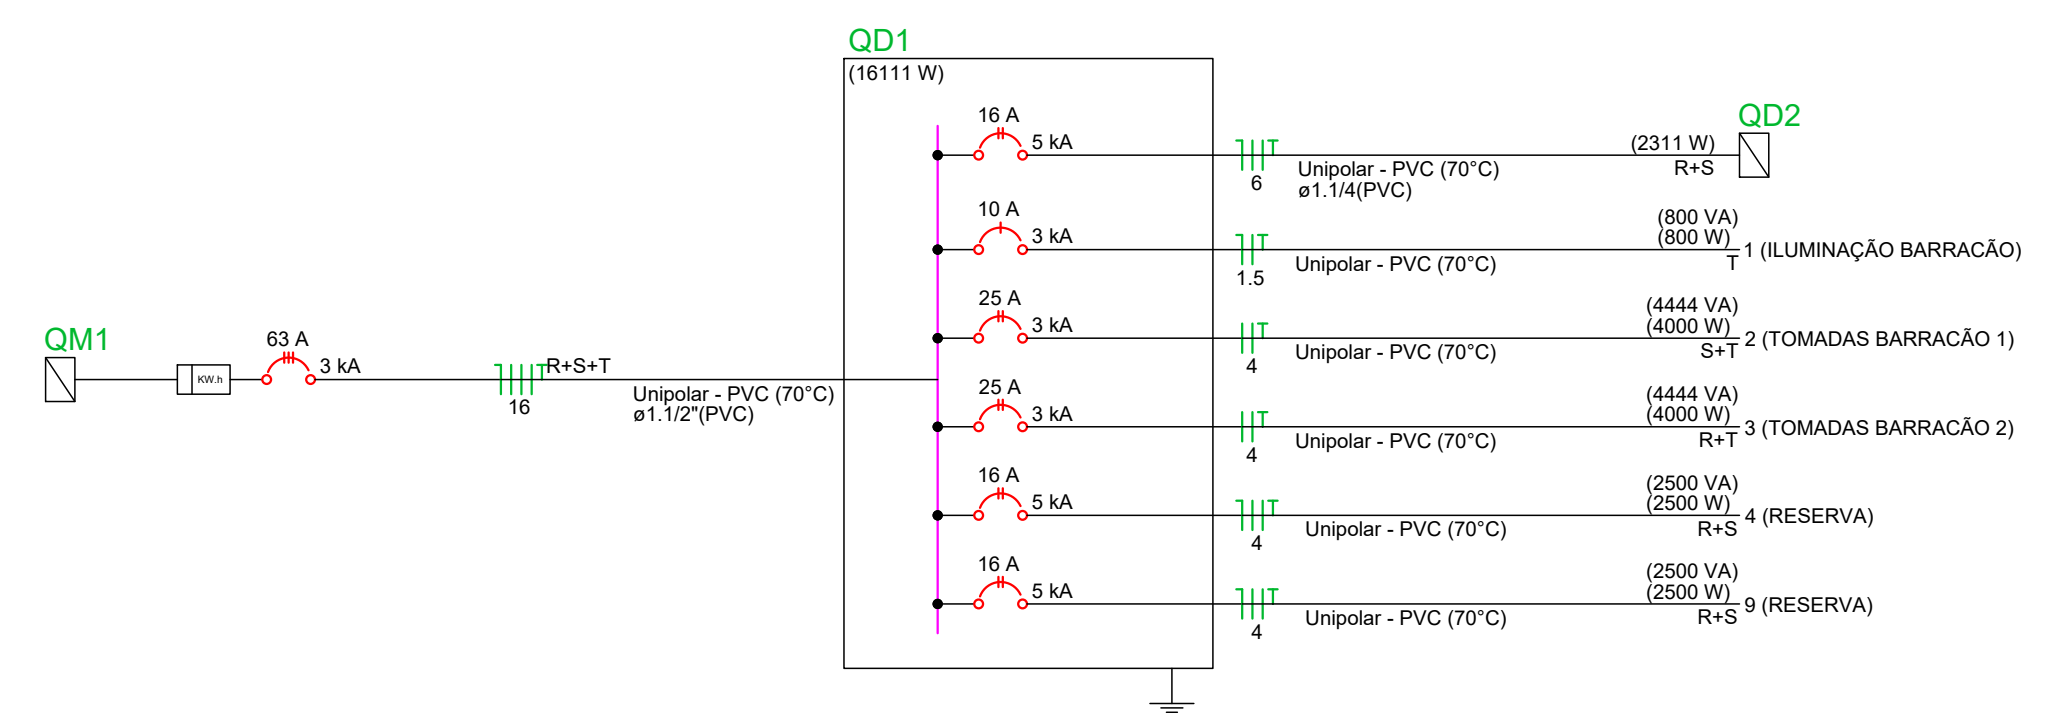 QM1
KW.h
63 A
3 kA
R+S+T
16
Unipolar - PVC (70°C)
ø1.1/2"(PVC)
QD1
(16111 W)
16 A
5 kA
6
Unipolar - PVC (70°C)
ø1.1/4(PVC)
(2311 W)
R+S
QD2
10 A
3 kA
1.5
Unipolar - PVC (70°C)
(800 VA)
(800 W)
T
1 (ILUMINAÇÃO BARRACÃO)
25 A
3 kA
4
Unipolar - PVC (70°C)
(4444 VA)
(4000 W)
S+T
2 (TOMADAS BARRACÃO 1)
25 A
3 kA
4
Unipolar - PVC (70°C)
(4444 VA)
(4000 W)
R+T
3 (TOMADAS BARRACÃO 2)
16 A
5 kA
4
Unipolar - PVC (70°C)
(2500 VA)
(2500 W)
R+S
4 (RESERVA)
16 A
5 kA
4
Unipolar - PVC (70°C)
(2500 VA)
(2500 W)
R+S
9 (RESERVA)